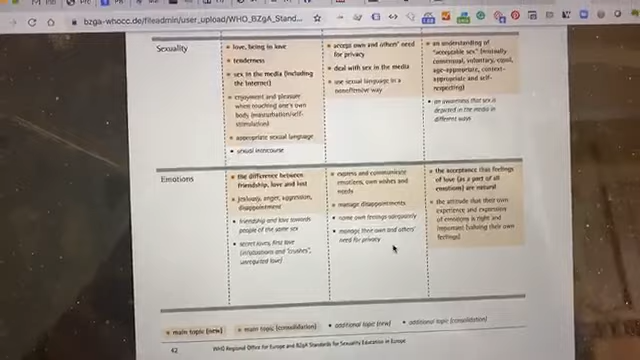 bzga-whocc.de/fileadmin/user_upload/WHO_BZgA_Stand...
Sexuality
love, being in love
tenderness
sex in the media (including
the Internet)
enjoyment and pleasure
when touching one's own
body (masturbation/self-
stimulation)
appropriate sexual language
sexual intercourse
accept own and others' need
for privacy
deal with sex in the media
use sexual language in a
nonoffensive way
an understanding of
"acceptable sex" (mutually
consensual, voluntary, equal,
age-appropriate, context-
appropriate and self-
respecting)
an awareness that sex is
depicted in the media in
different ways
Emotions
the difference between
friendship, love and lust
jealousy, anger, aggression,
disappointment
friendship and love towards
people of the same sex
secret loves, first love
(infatuations and "crushes",
unrequited love)
express and communicate
emotions, own wishes and
needs
manage disappointments
name own feelings adequately
manage their own and others'
need for privacy
the acceptance that feelings
of love (as a part of all
emotions) are natural
the attitude that their own
experience and expression
of emotions is right and
important (valuing their own
feelings)
main topic (new)
main topic (consolidation)
additional topic (new)
additional topic (consolidation)
42
WHO Regional Office for Europe and BZgA Standards for Sexuality Education in Europe